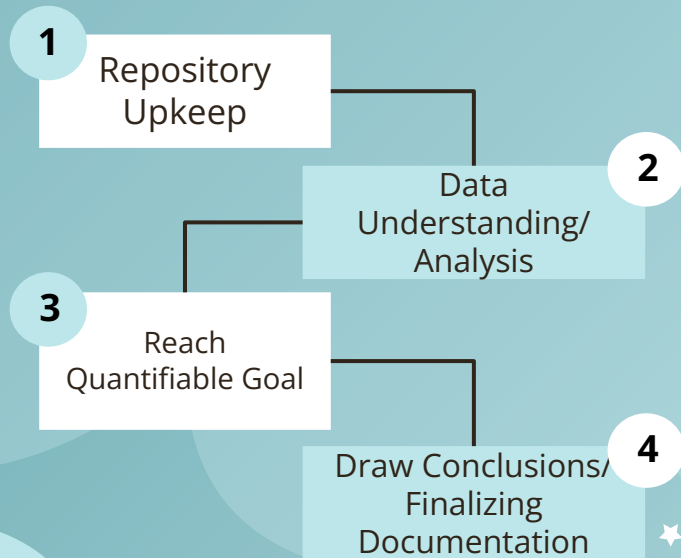 1
Repository
Upkeep
2
Data
Understanding/
Analysis
3
Reach
Quantifiable Goal
4
Draw Conclusions/
Finalizing
Documentation